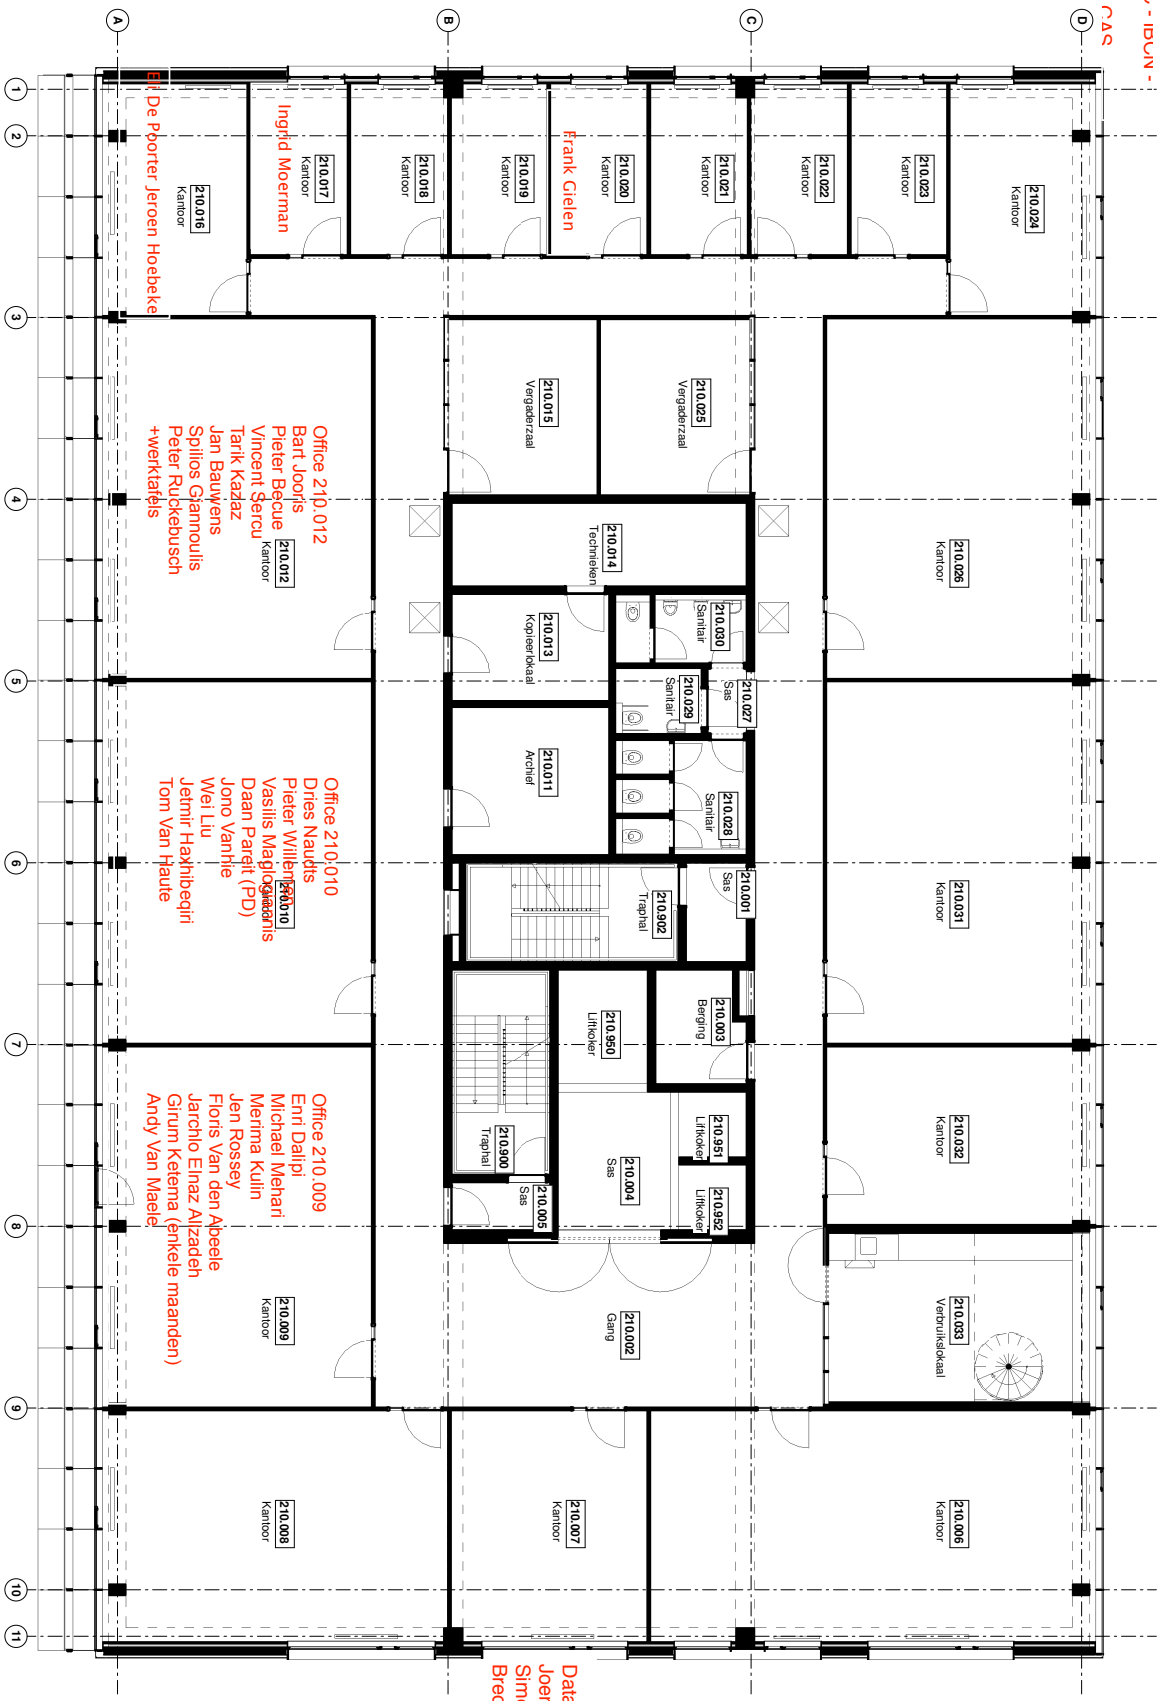 A
B
C
D
1
2
3
4
5
6
7
8
9
10
11
- IBCN -
GAS
Eli De Poorter Jeroen Hoebeke
Ingrid Moerman
Frank Gielen
210.016
Kantoor
210.017
Kantoor
210.018
Kantoor
210.019
Kantoor
210.020
Kantoor
210.021
Kantoor
210.022
Kantoor
210.023
Kantoor
210.024
Kantoor
210.015
Vergaderzaal
210.025
Vergaderzaal
Office 210.012
Bart Jooris
Pieter Becue
Vincent Sercu
Tarik Kazaz
Jan Bauwens
Spilios Giannoulis
Peter Ruckebusch
+werktafels
210.012
Kantoor
210.014
Technieken
210.013
Kopieerlokaal
210.030
Sanitair
210.029
Sanitair
210.027
Sas
210.028
Sanitair
210.011
Archief
210.026
Kantoor
Office 210.010
Dries Naudts
Pieter Willemen
Vasilis Maglogiannis
Daan Pareit (PD)
Jono Vanhie
Wei Liu
Jetmir Haxhibeqiri
Tom Van Haute
210.010
Kantoor
210.001
Sas
210.902
Traphal
210.031
Kantoor
210.950
Liftkoker
210.003
Berging
210.900
Traphal
210.005
Sas
210.004
Sas
210.951
Liftkoker
210.952
Liftkoker
210.032
Kantoor
Office 210.009
Enri Dalipi
Michael Mehari
Merima Kulin
Jen Rossey
Floris Van den Abeele
Jarchlo Elnaz Alizadeh
Girum Ketema (enkele maanden)
Andy Van Maele
210.009
Kantoor
210.002
Gang
210.033
Verbruikslokaal
210.008
Kantoor
210.007
Kantoor
210.006
Kantoor
Data
Joer
Sim
Brec